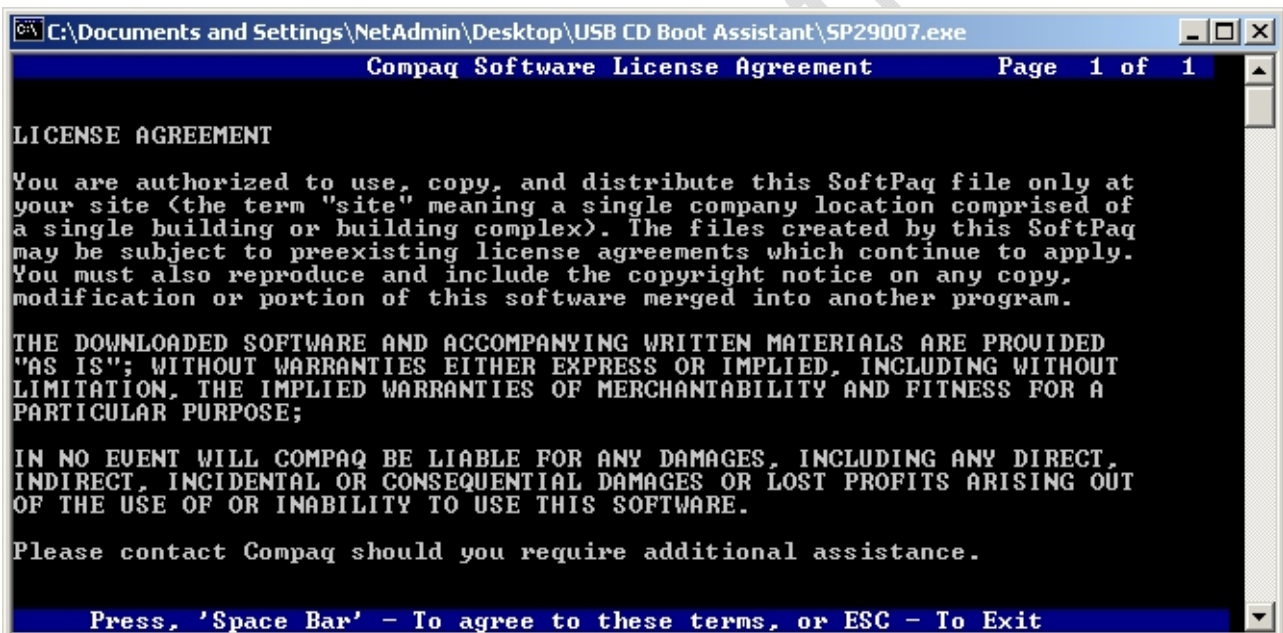 C:\Documents and Settings\NetAdmin\Desktop\USB CD Boot Assistant\SP29007.exe
Compaq Software License Agreement Page 1 of 1
LICENSE AGREEMENT
You are authorized to use, copy, and distribute this SoftPaq file only at
your site (the term "site" meaning a single company location comprised of
a single building or building complex). The files created by this SoftPaq
may be subject to preexisting license agreements which continue to apply.
You must also reproduce and include the copyright notice on any copy,
modification or portion of this software merged into another program.
THE DOWNLOADED SOFTWARE AND ACCOMPANYING WRITTEN MATERIALS ARE PROVIDED
"AS IS"; WITHOUT WARRANTIES EITHER EXPRESS OR IMPLIED, INCLUDING WITHOUT
LIMITATION, THE IMPLIED WARRANTIES OF MERCHANTABILITY AND FITNESS FOR A
PARTICULAR PURPOSE;
IN NO EVENT WILL COMPAQ BE LIABLE FOR ANY DAMAGES, INCLUDING ANY DIRECT,
INDIRECT, INCIDENTAL OR CONSEQUENTIAL DAMAGES OR LOST PROFITS ARISING OUT
OF THE USE OF OR INABILITY TO USE THIS SOFTWARE.
Please contact Compaq should you require additional assistance.
Press, 'Space Bar' - To agree to these terms, or ESC - To Exit